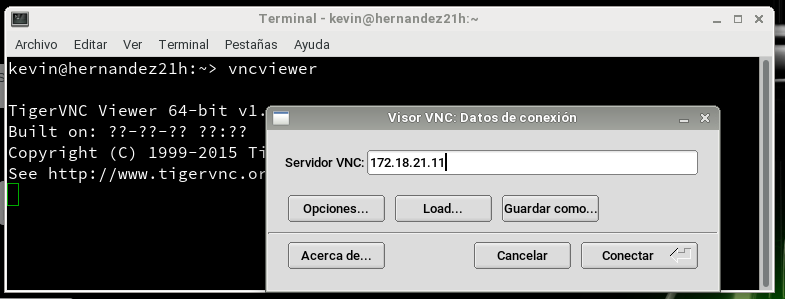 Terminal - kevin@hernandez21h:~
Archivo Editar Ver Terminal Pestañas Ayuda
kevin@hernandez21h:~> vncviewer
TigerVNC Viewer 64-bit v1.
Built on: ??-??-?? ??:??
Copyright (C) 1999-2015 Ti
See http://www.tigervnc.or
Visor VNC: Datos de conexión
Servidor VNC: 172.18.21.11
Opciones... Load... Guardar como...
Acerca de... Cancelar Conectar